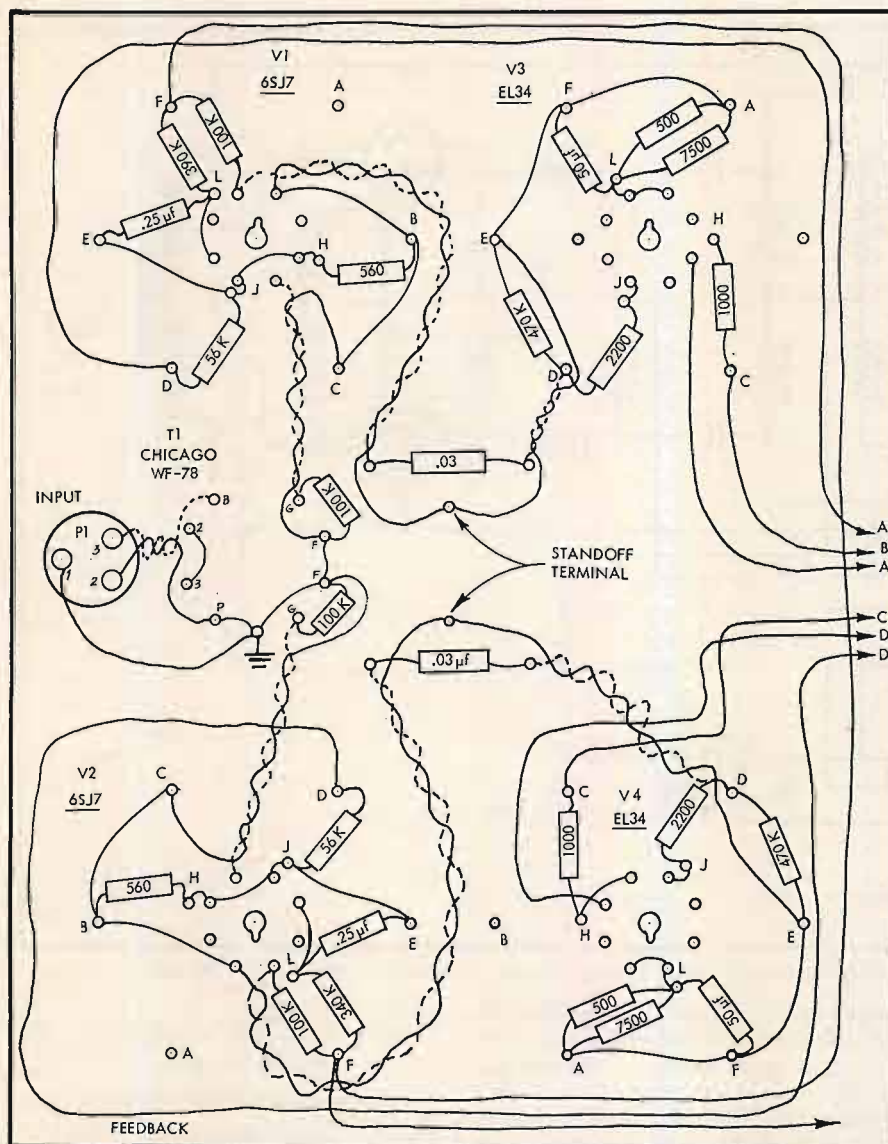 V1
6SJ7
A
F
390 K
100 K
L
.25 µf
E
B
H
560
J
56 K
D
C
V3
EL34
F
A
50 µf
500
7500
L
E
H
J
470 K
D
2200
1000
C
T1
CHICAGO
WF-78
INPUT
P1
3
2
1
B
2
3
P
G
100 K
F
F
G
100 K
.03
STANDOFF
TERMINAL
.03 µf
A
B
A
C
D
D
V2
6SJ7
C
D
56 K
J
560
H
B
.25 µf
E
L
100 K
340 K
F
A
FEEDBACK
B
C
V4
EL34
2200
D
1000
J
470 K
H
E
L
500
7500
50 µf
A
F